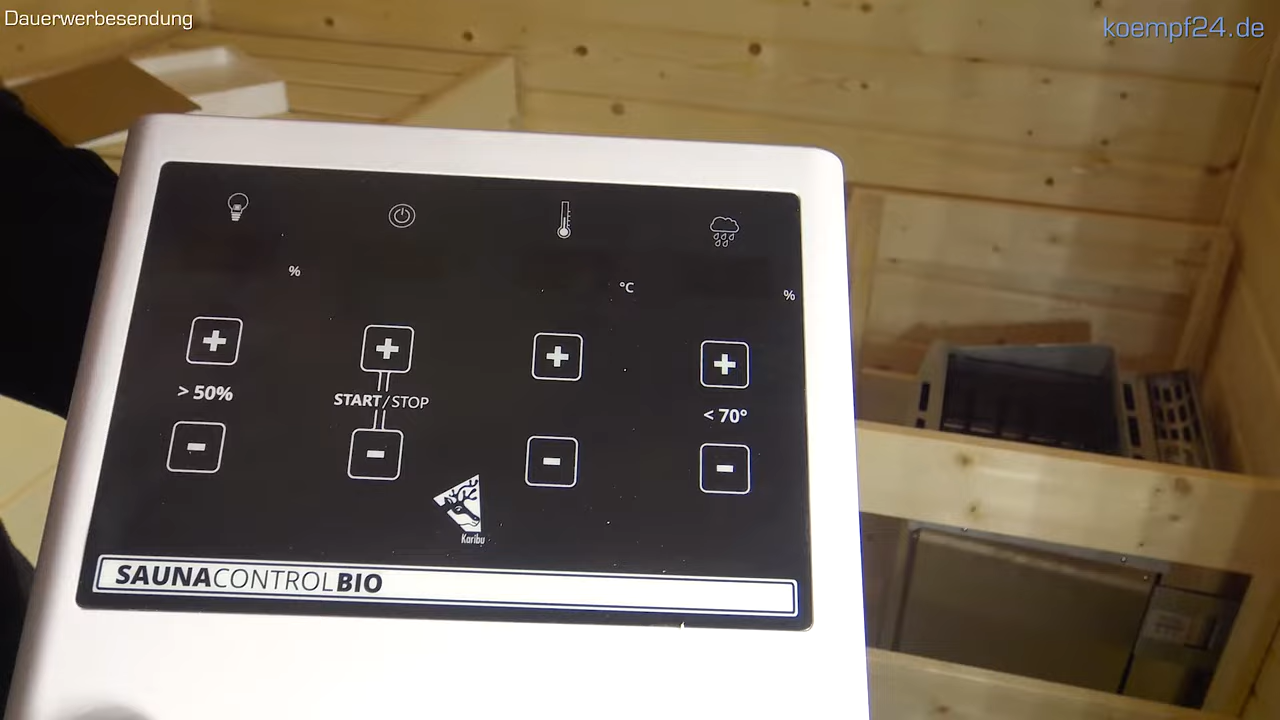 Dauerwerbesendung
koempf24.de
%
°C
%
> 50%
START/STOP
< 70°
Karibu
SAUNACONTROLBIO